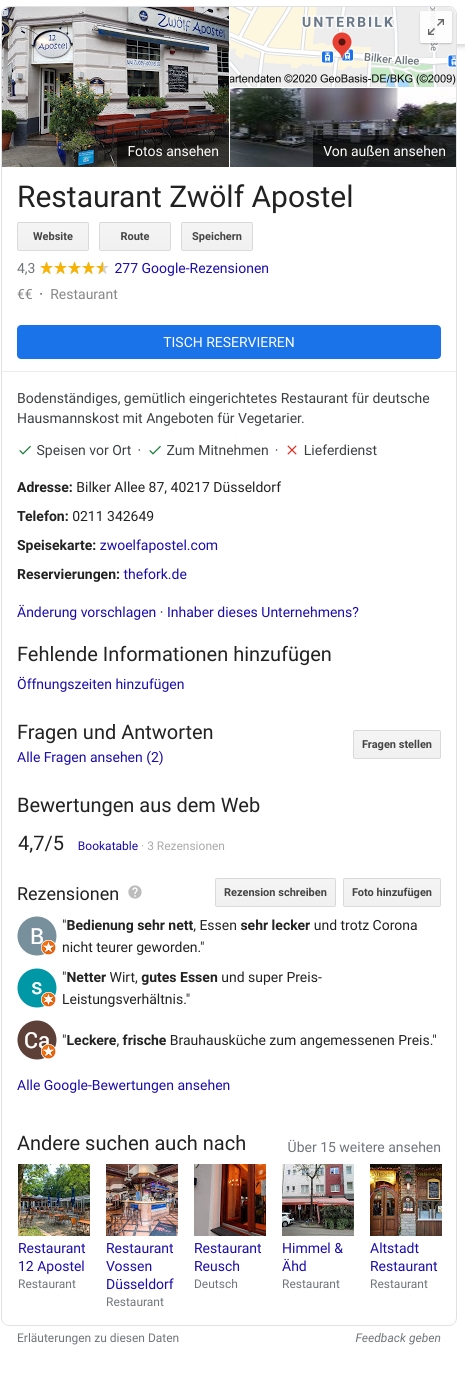 12
Apostel
Zwölf Apostel
UNTERBILK
Bilker Allee
artendaten ©2020 GeoBasis-DE/BKG (©2009)
Fotos ansehen
Von außen ansehen
Restaurant Zwölf Apostel
Website Route Speichern
4,3 277 Google-Rezensionen
€€ · Restaurant
TISCH RESERVIEREN
Bodenständiges, gemütlich eingerichtetes Restaurant für deutsche
Hausmannskost mit Angeboten für Vegetarier.
Speisen vor Ort · Zum Mitnehmen · Lieferdienst
Adresse: Bilker Allee 87, 40217 Düsseldorf
Telefon: 0211 342649
Speisekarte: zwoelfapostel.com
Reservierungen: thefork.de
Änderung vorschlagen · Inhaber dieses Unternehmens?
Fehlende Informationen hinzufügen
Öffnungszeiten hinzufügen
Fragen und Antworten
Alle Fragen ansehen (2)
Fragen stellen
Bewertungen aus dem Web
4,7/5 Bookatable · 3 Rezensionen
Rezensionen ? Rezension schreiben Foto hinzufügen
B
"Bedienung sehr nett, Essen sehr lecker und trotz Corona
nicht teurer geworden."
s
"Netter Wirt, gutes Essen und super Preis-
Leistungsverhältnis."
Ca
"Leckere, frische Brauhausküche zum angemessenen Preis."
Alle Google-Bewertungen ansehen
Andere suchen auch nach Über 15 weitere ansehen
Restaurant
12 Apostel
Restaurant
Restaurant
Vossen
Düsseldorf
Restaurant
Restaurant
Reusch
Deutsch
Himmel &
Ähd
Restaurant
Altstadt
Restaurant
Restaurant
Erläuterungen zu diesen Daten Feedback geben